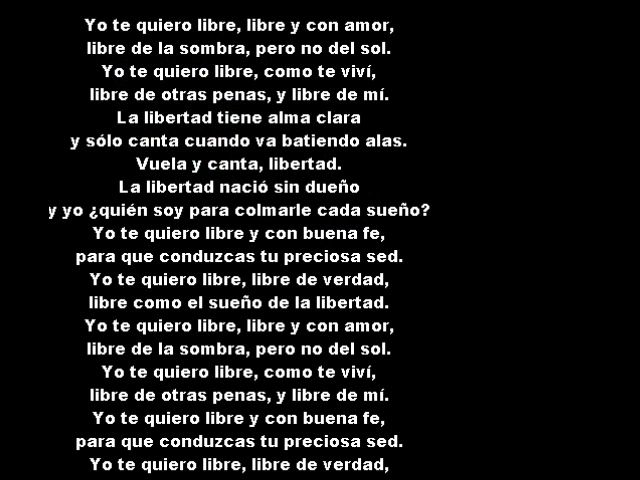 Yo te quiero libre, libre y con amor,
libre de la sombra, pero no del sol.
Yo te quiero libre, como te viví,
libre de otras penas, y libre de mí.
La libertad tiene alma clara
y sólo canta cuando va batiendo alas.
Vuela y canta, libertad.
La libertad nació sin dueño
y yo ¿quién soy para colmarle cada sueño?
Yo te quiero libre y con buena fe,
para que conduzcas tu preciosa sed.
Yo te quiero libre, libre de verdad,
libre como el sueño de la libertad.
Yo te quiero libre, libre y con amor,
libre de la sombra, pero no del sol.
Yo te quiero libre, como te viví,
libre de otras penas, y libre de mí.
Yo te quiero libre y con buena fe,
para que conduzcas tu preciosa sed.
Yo te quiero libre, libre de verdad,